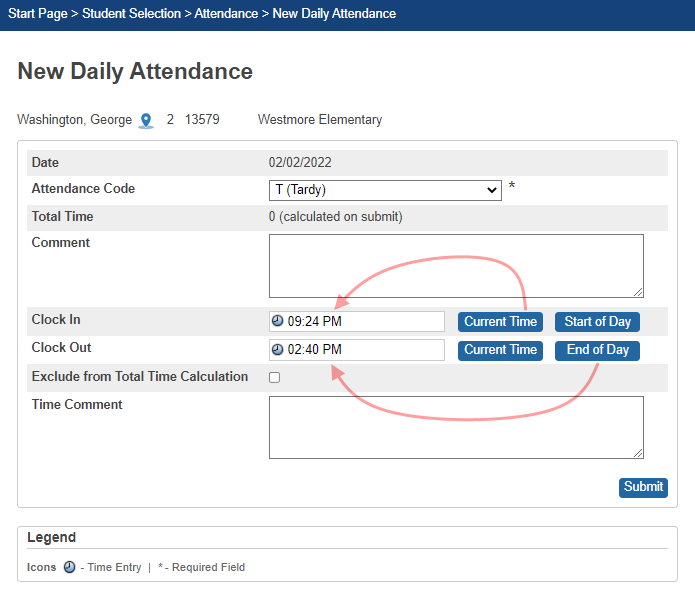 Start Page > Student Selection > Attendance > New Daily Attendance
New Daily Attendance
Washington, George 2 13579 Westmore Elementary
Date 02/02/2022
Attendance Code T (Tardy) *
Total Time 0 (calculated on submit)
Comment
Clock In 09:24 PM Current Time Start of Day
Clock Out 02:40 PM Current Time End of Day
Exclude from Total Time Calculation
Time Comment
Submit
Legend
Icons - Time Entry | * - Required Field